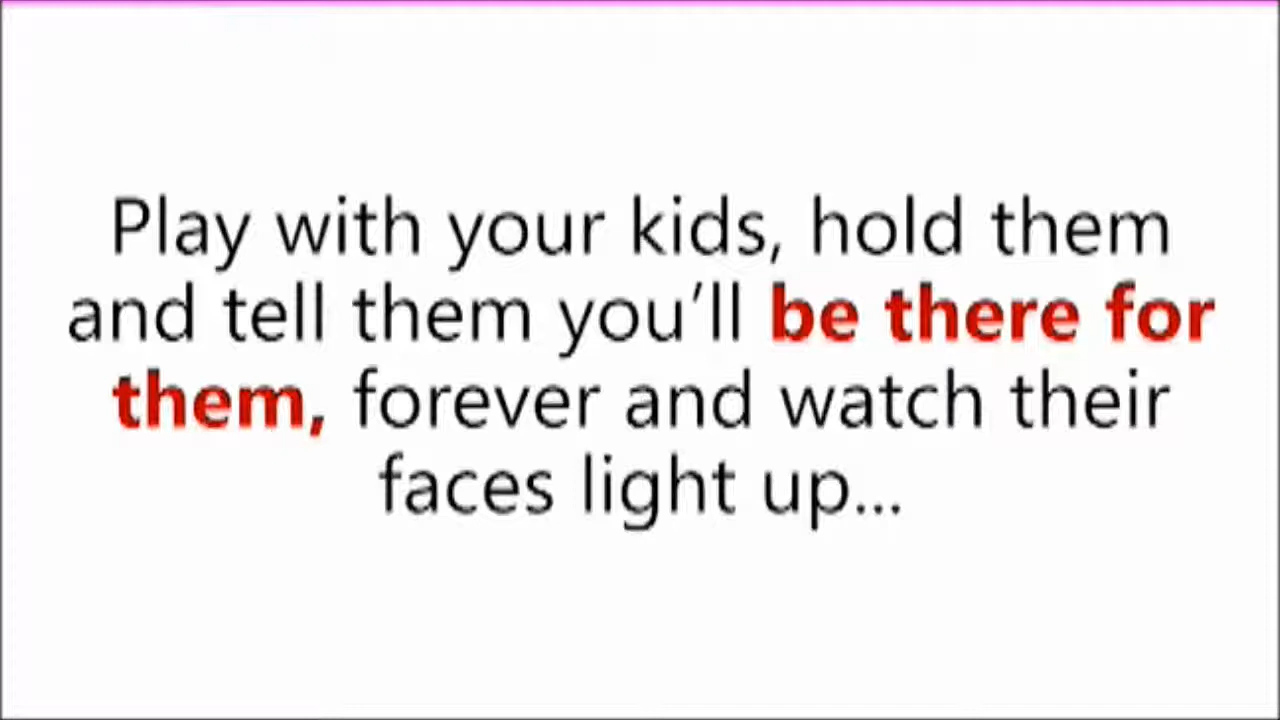 Play with your kids, hold them
and tell them you’ll be there for
them, forever and watch their
faces light up...